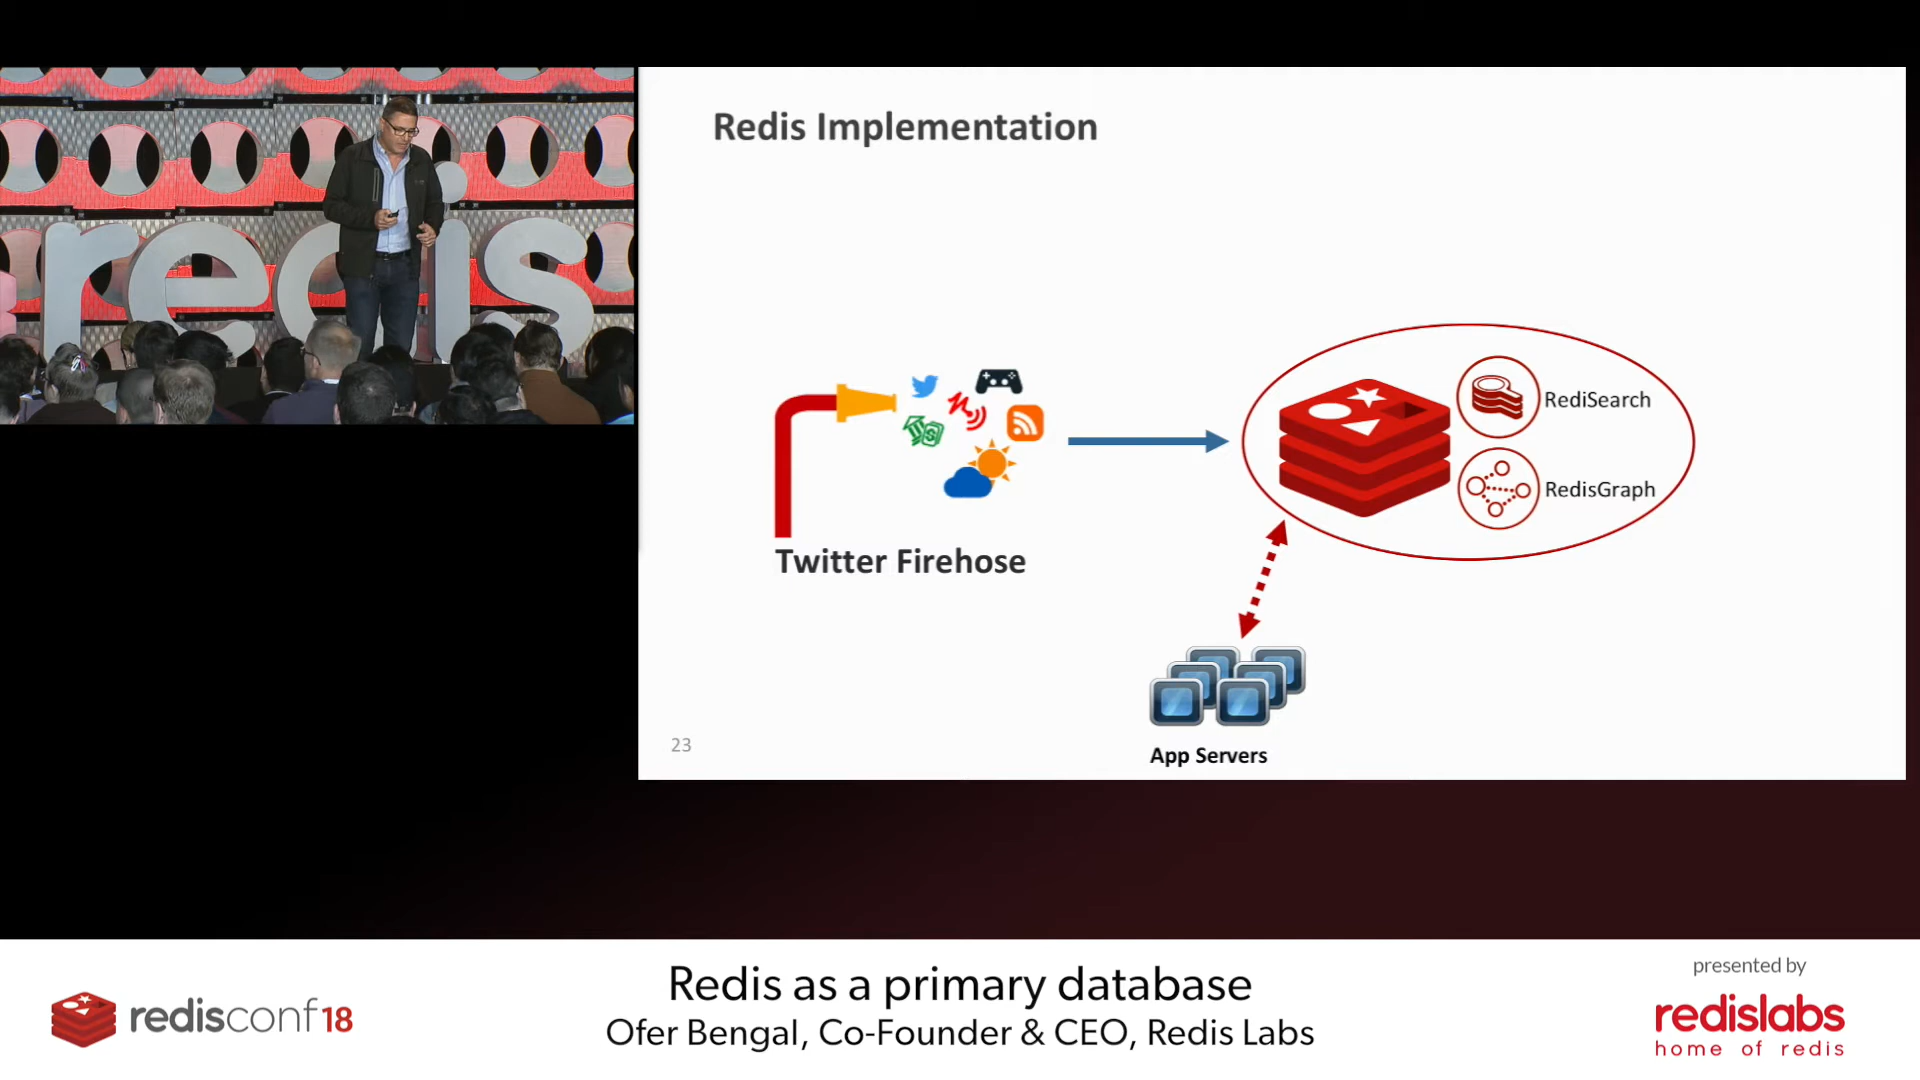 redis
Redis Implementation
RediSearch
RedisGraph
Twitter Firehose
App Servers
23
redisconf18
Redis as a primary database
Ofer Bengal, Co-Founder & CEO, Redis Labs
presented by
redislabs
home of redis